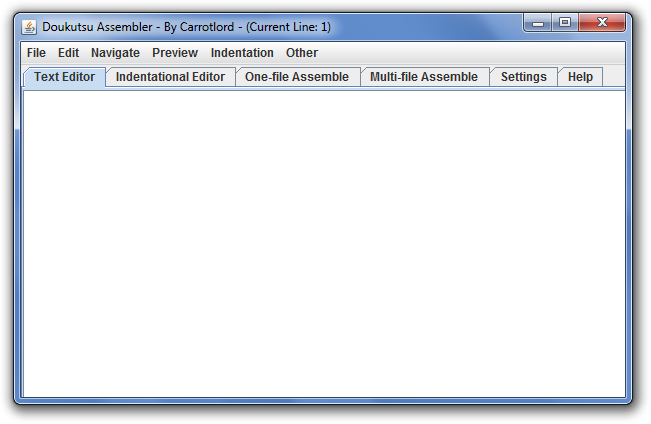 Doukutsu Assembler - By Carrotlord - (Current Line: 1)
File Edit Navigate Preview Indentation Other
Text Editor Indentational Editor One-file Assemble Multi-file Assemble Settings Help